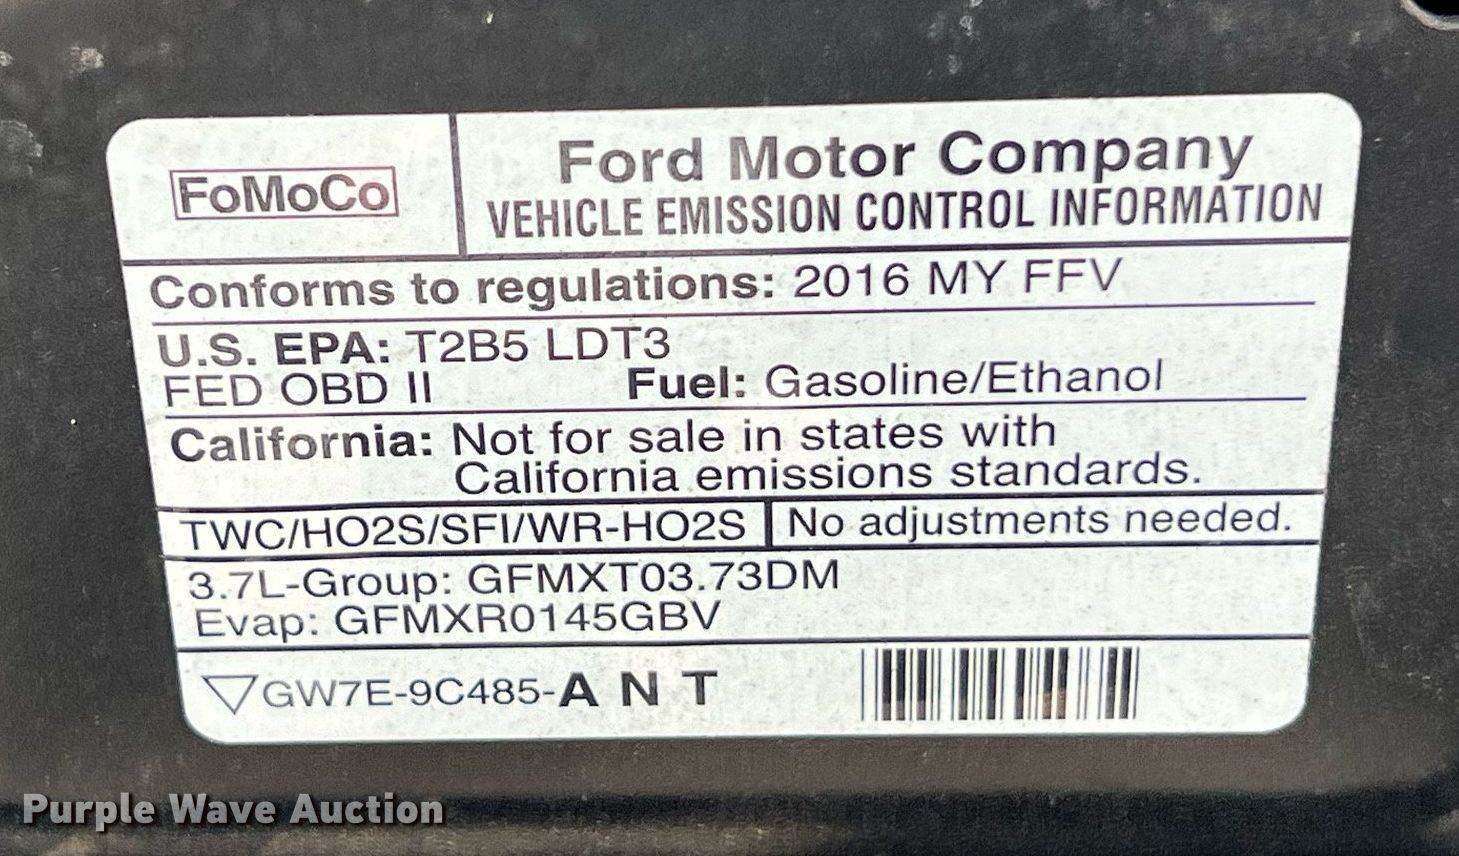 FoMoCo
Ford Motor Company
VEHICLE EMISSION CONTROL INFORMATION
Conforms to regulations: 2016 MY FFV
U.S. EPA: T2B5 LDT3
FED OBD II Fuel: Gasoline/Ethanol
California: Not for sale in states with
California emissions standards.
TWC/HO2S/SFI/WR-HO2S No adjustments needed.
3.7L-Group: GFMXT03.73DM
Evap: GFMXR0145GBV
GW7E-9C485-A N T
Purple Wave Auction